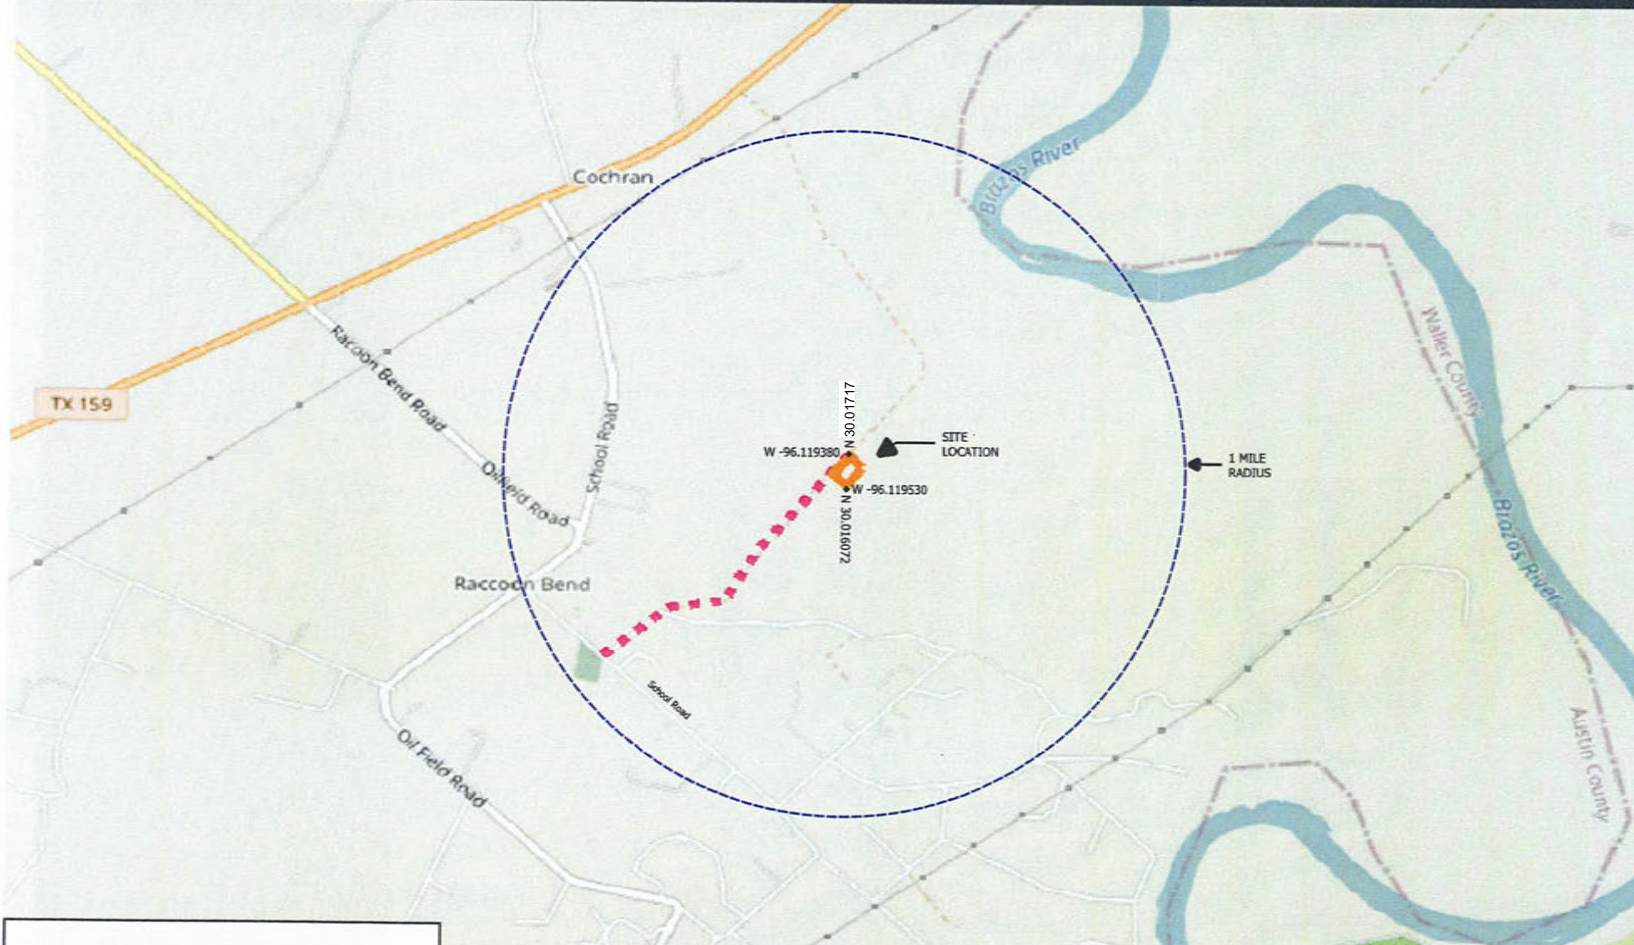 Cochran
Brazos River
Racoon Bend Road
TX 159
Waller County
N 30.01717
School Road
SITE
LOCATION
W -96.119380
1 MILE
RADIUS
Oilfield Road
W -96.119530
N 30.016072
Brazos River
Raccoon Bend
School Road
Austin County
Oil Field Road